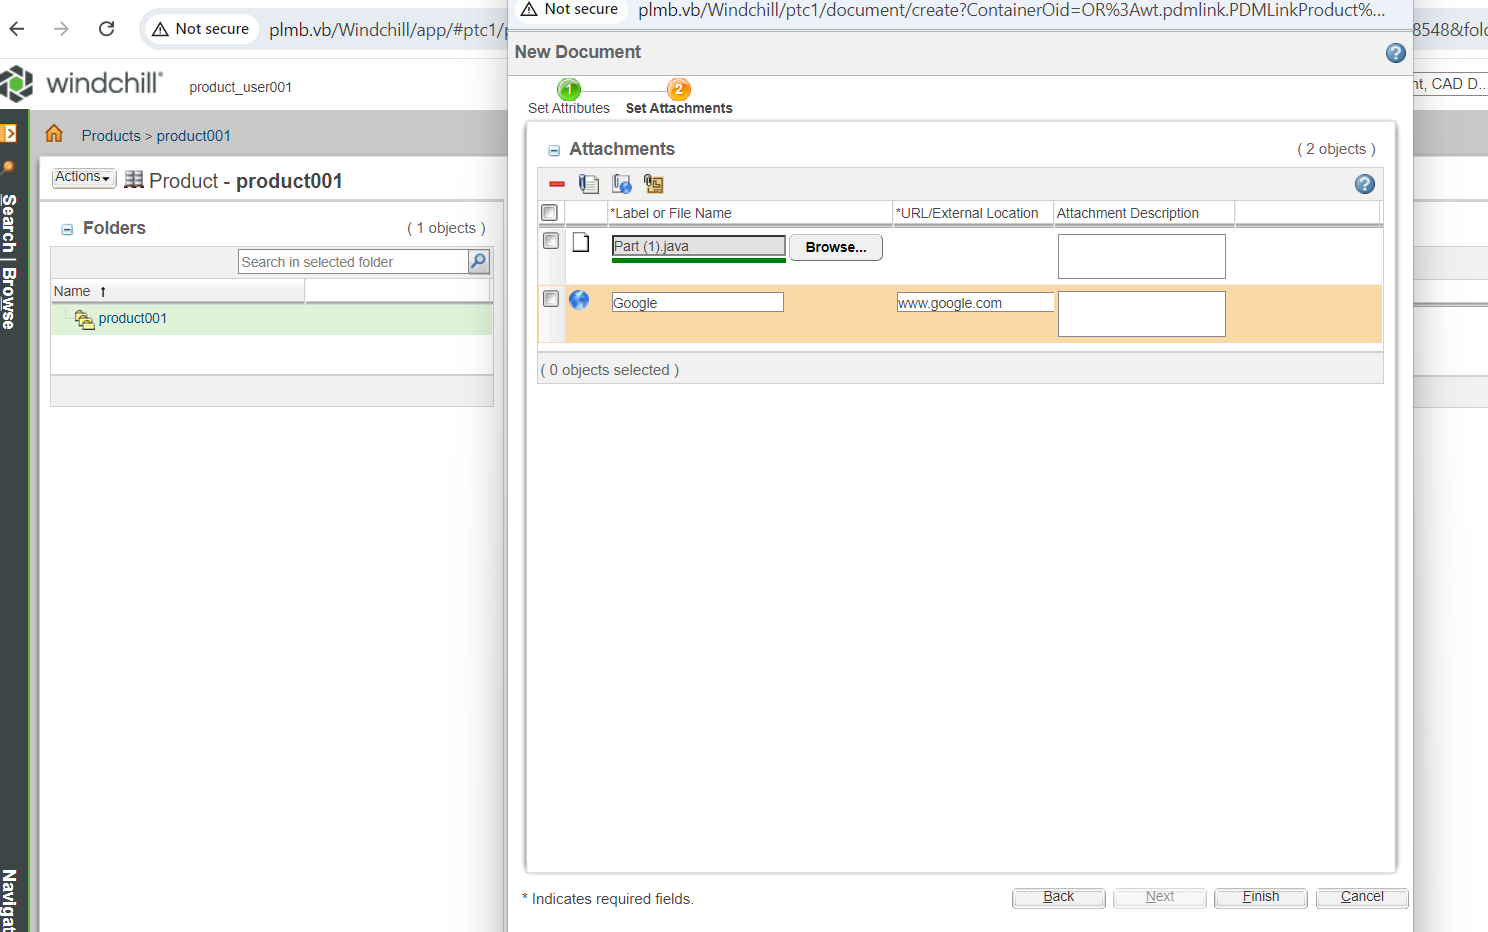 Not secure
plmb.vb/Windchill/app/#ptc1/
windchill
product_user001
Products > product001
Actions
Product - product001
Folders
( 1 objects )
Search in selected folder
Name ↑
product001
Search | Browse
Navigat
Not secure
plmb.vb/Windchill/ptc1/document/create?ContainerOid=OR%3Awt.pdmlink.PDMLinkProduct%...
New Document
1
2
Set Attributes
Set Attachments
Attachments
( 2 objects )
*Label or File Name
*URL/External Location
Attachment Description
Part (1).java
Browse...
Google
www.google.com
( 0 objects selected )
* Indicates required fields.
Back
Next
Finish
Cancel
8548&fol
nt, CAD D...